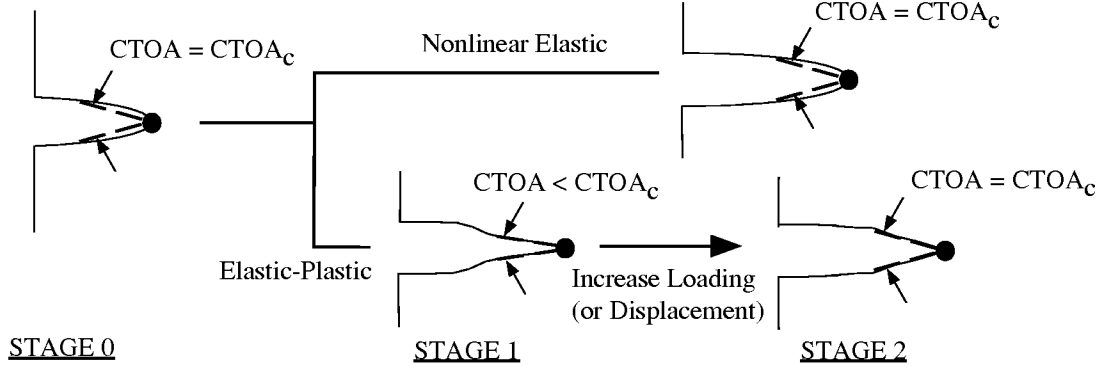 CTOA = CTOAc
Nonlinear Elastic
CTOA = CTOAc
CTOA < CTOAc
CTOA = CTOAc
Elastic-Plastic
Increase Loading
(or Displacement)
STAGE 0
STAGE 1
STAGE 2